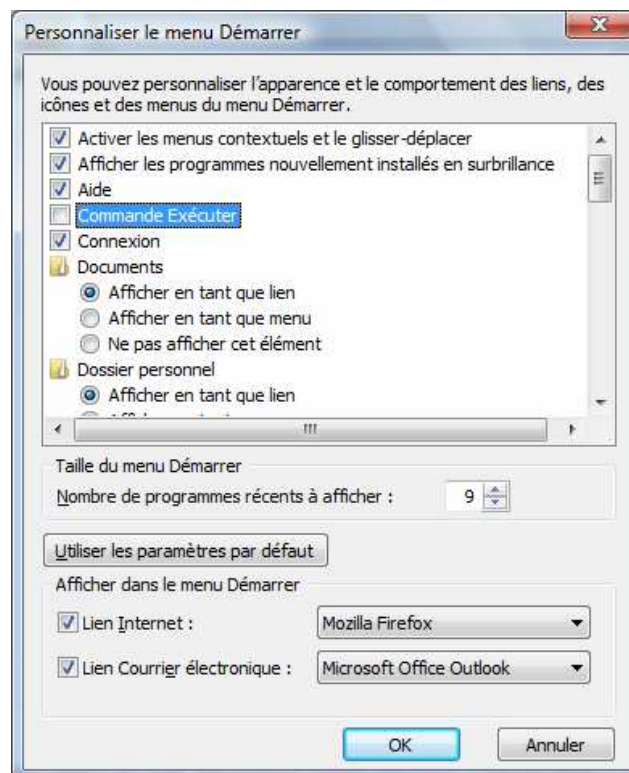 Personnaliser le menu Démarrer
Vous pouvez personnaliser l'apparence et le comportement des liens, des
icônes et des menus du menu Démarrer.
Activer les menus contextuels et le glisser-déplacer
Afficher les programmes nouvellement installés en surbrillance
Aide
Commande Exécuter
Connexion
Documents
Afficher en tant que lien
Afficher en tant que menu
Ne pas afficher cet élément
Dossier personnel
Afficher en tant que lien
Taille du menu Démarrer
Nombre de programmes récents à afficher : 9
Utiliser les paramètres par défaut
Afficher dans le menu Démarrer
Lien Internet : Mozilla Firefox
Lien Courrier électronique : Microsoft Office Outlook
OK Annuler